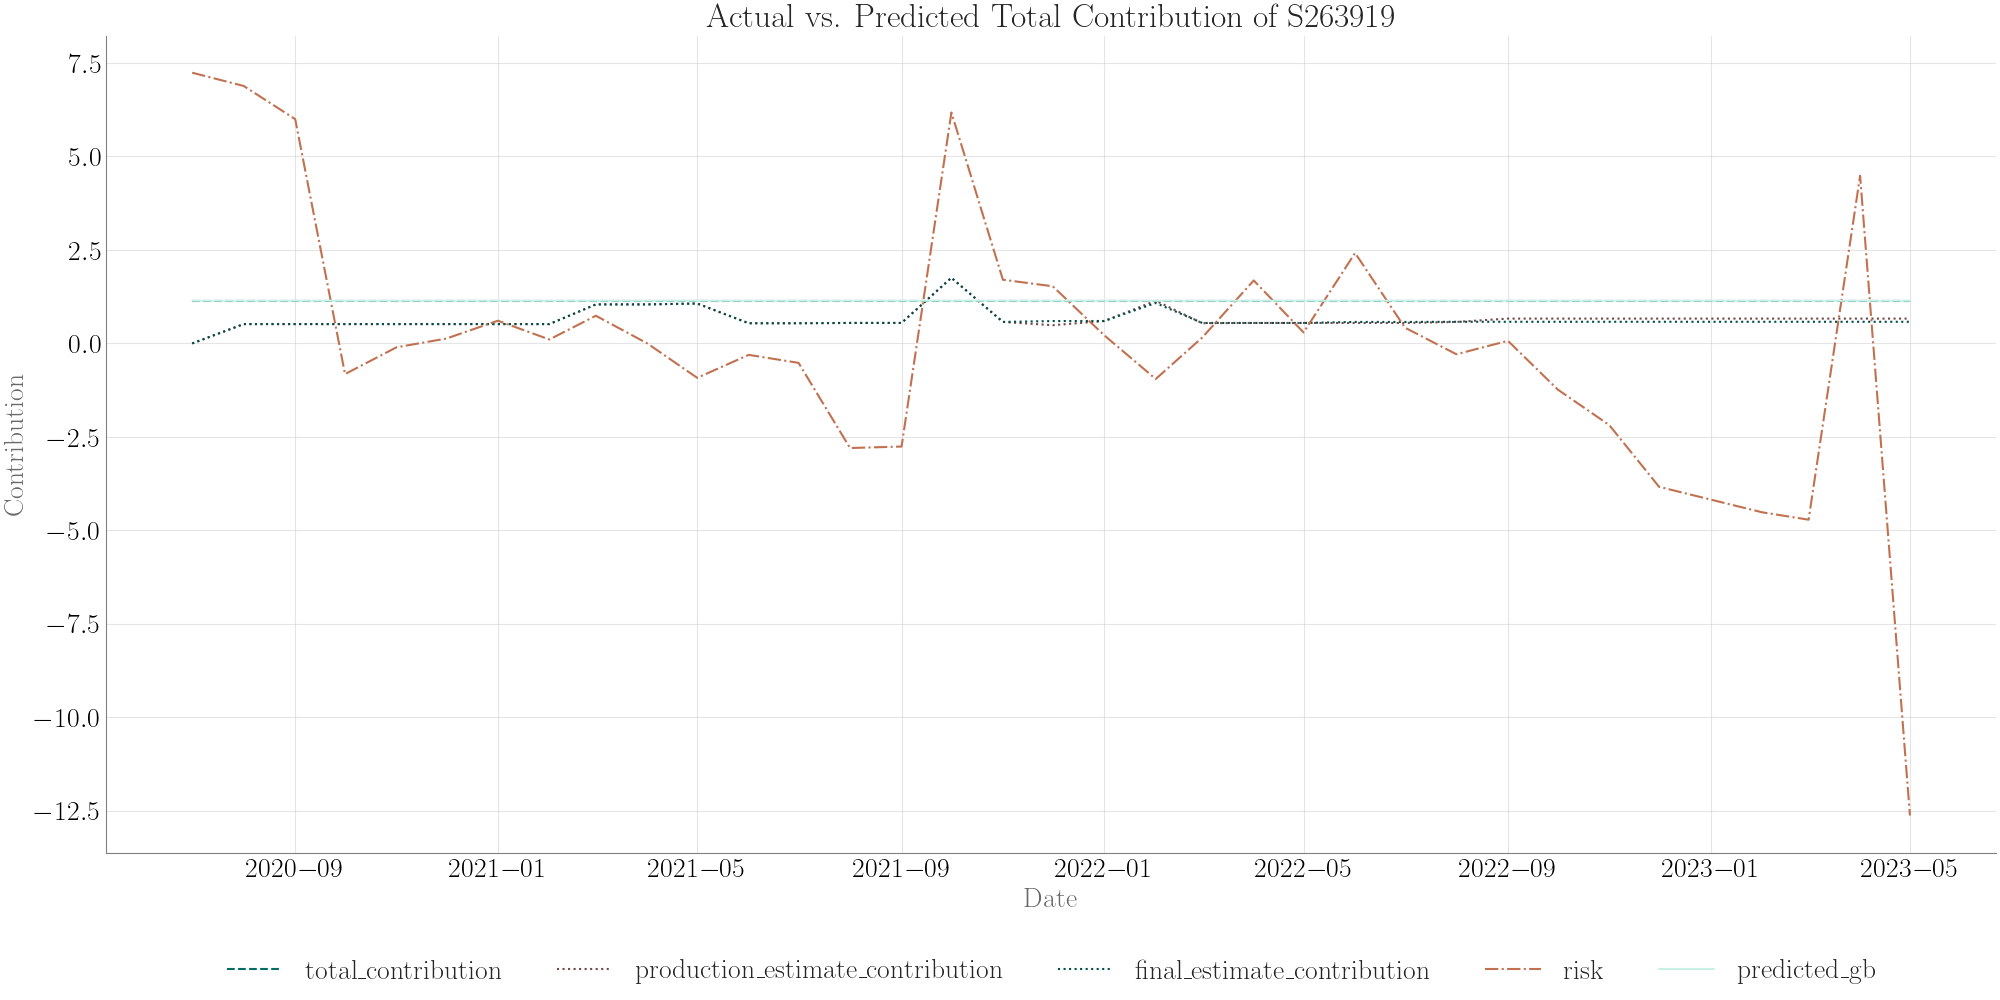 Actual vs. Predicted Total Contribution of S263919
7.5
5.0
2.5
0.0
−2.5
−5.0
−7.5
−10.0
−12.5
Contribution
2020−09 2021−01 2021−05 2021−09 2022−01 2022−05 2022−09 2023−01 2023−05
Date
total_contribution production_estimate_contribution final_estimate_contribution risk predicted_gb